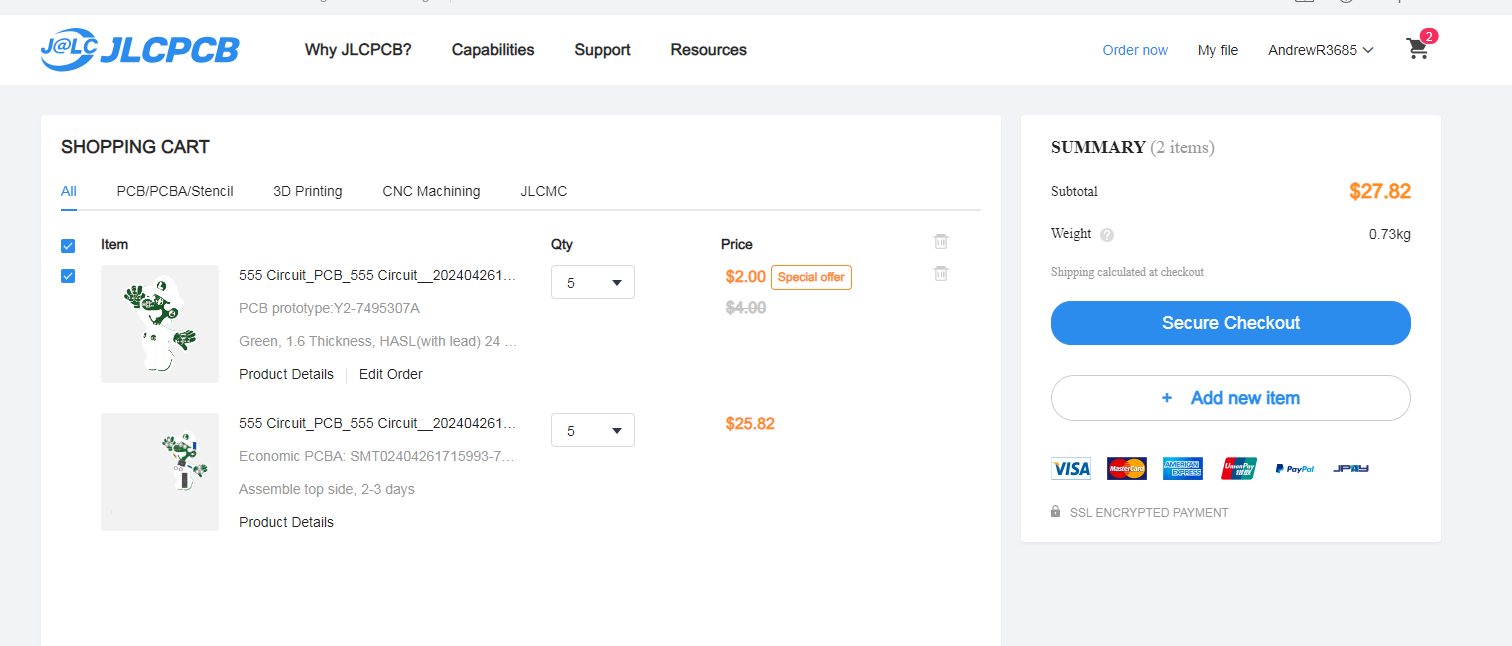 J@LC JLCPCB
Why JLCPCB? Capabilities Support Resources
Order now My file AndrewR3685 2
SHOPPING CART
All PCB/PCBA/Stencil 3D Printing CNC Machining JLCMC
Item Qty Price
555 Circuit_PCB_555 Circuit__202404261... 5 $2.00 Special offer
PCB prototype:Y2-7495307A $4.00
Green, 1.6 Thickness, HASL(with lead) 24 ...
Product Details Edit Order
555 Circuit_PCB_555 Circuit__202404261... 5 $25.82
Economic PCBA: SMT02404261715993-7...
Assemble top side, 2-3 days
Product Details
SUMMARY (2 items)
Subtotal $27.82
Weight ? 0.73kg
Shipping calculated at checkout
Secure Checkout
+ Add new item
VISA MasterCard AMERICAN EXPRESS UnionPay 银联 PayPal JPAY
SSL ENCRYPTED PAYMENT